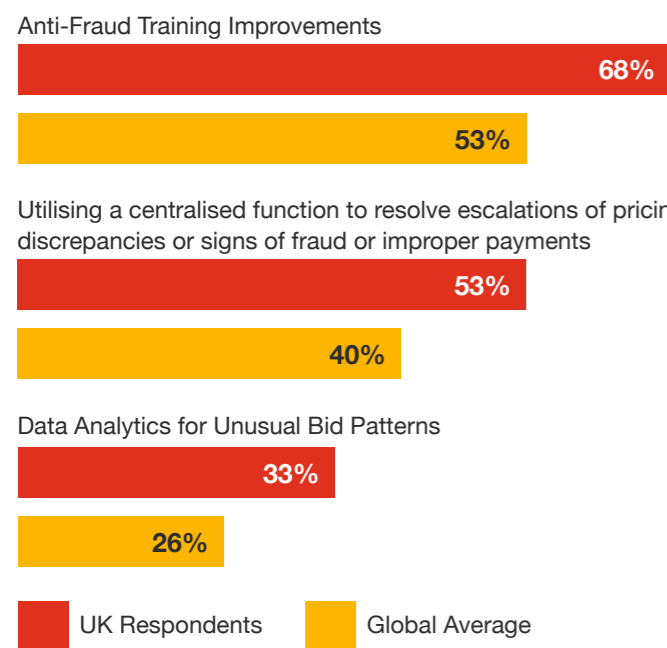 Anti-Fraud Training Improvements
68%
53%
Utilising a centralised function to resolve escalations of pricin
discrepancies or signs of fraud or improper payments
53%
40%
Data Analytics for Unusual Bid Patterns
33%
26%
UK Respondents Global Average